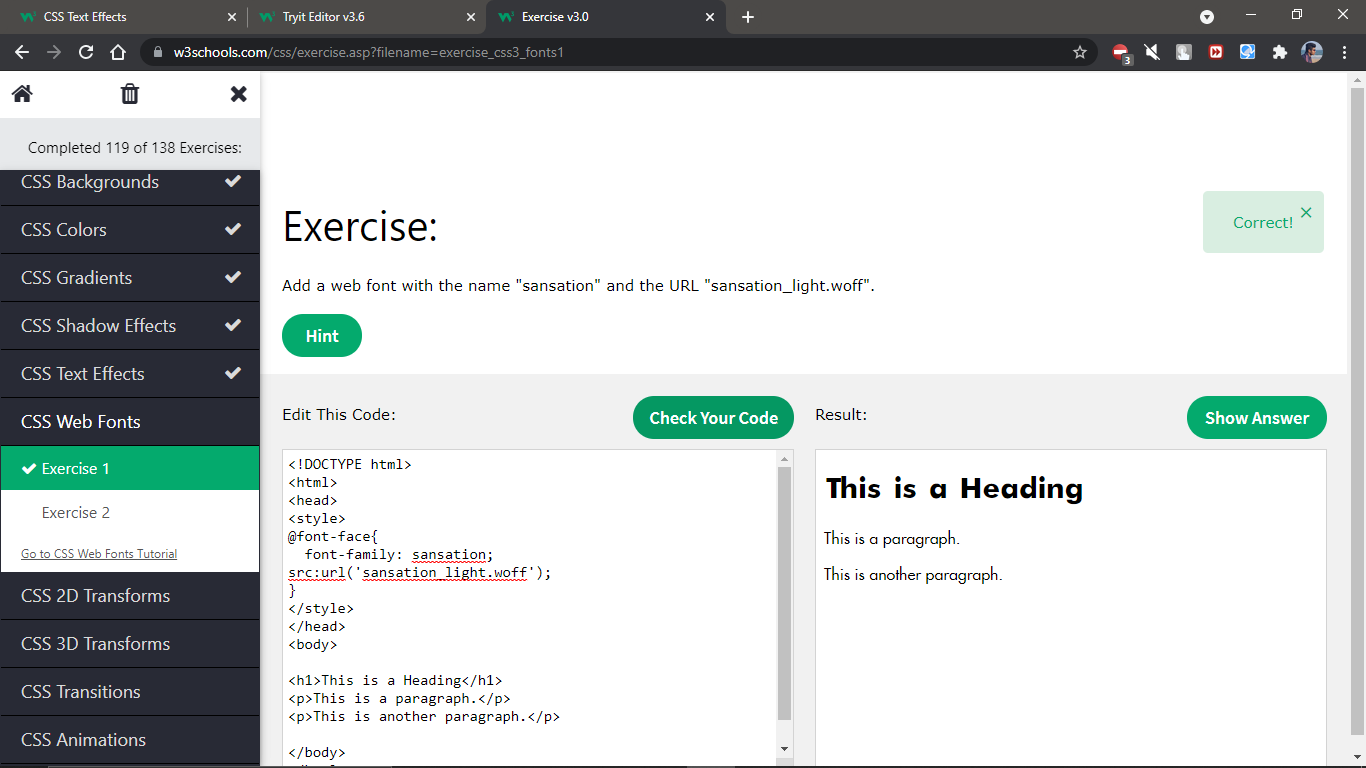 CSS Text Effects
Tryit Editor v3.6
Exercise v3.0
w3schools.com/css/exercise.asp?filename=exercise_css3_fonts1
3
Completed 119 of 138 Exercises:
CSS Backgrounds
CSS Colors
CSS Gradients
CSS Shadow Effects
CSS Text Effects
CSS Web Fonts
Exercise 1
Exercise 2
Go to CSS Web Fonts Tutorial
CSS 2D Transforms
CSS 3D Transforms
CSS Transitions
CSS Animations
Exercise:
Correct!
Add a web font with the name "sansation" and the URL "sansation_light.woff".
Hint
Edit This Code:
Check Your Code
<!DOCTYPE html>
<html>
<head>
<style>
@font-face{
  font-family: sansation;
src:url('sansation_light.woff');
}
</style>
</head>
<body>
<h1>This is a Heading</h1>
<p>This is a paragraph.</p>
<p>This is another paragraph.</p>
</body>
Result:
Show Answer
This is a Heading
This is a paragraph.
This is another paragraph.